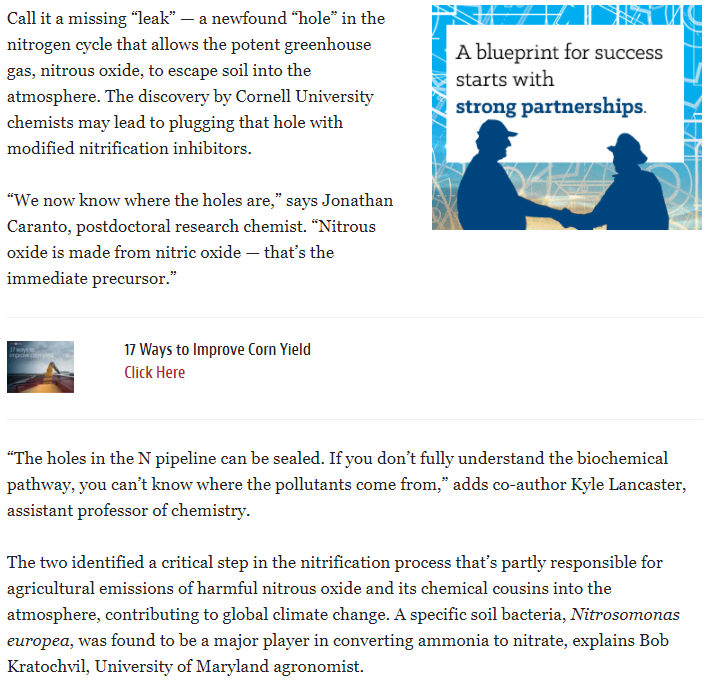 Call it a missing “leak” — a newfound “hole” in the
nitrogen cycle that allows the potent greenhouse
gas, nitrous oxide, to escape soil into the
atmosphere. The discovery by Cornell University
chemists may lead to plugging that hole with
modified nitrification inhibitors.
“We now know where the holes are,” says Jonathan
Caranto, postdoctoral research chemist. “Nitrous
oxide is made from nitric oxide — that’s the
immediate precursor.”
A blueprint for success
starts with
strong partnerships.
17 ways to
improve corn yield
17 Ways to Improve Corn Yield
Click Here
“The holes in the N pipeline can be sealed. If you don’t fully understand the biochemical
pathway, you can’t know where the pollutants come from,” adds co-author Kyle Lancaster,
assistant professor of chemistry.
The two identified a critical step in the nitrification process that’s partly responsible for
agricultural emissions of harmful nitrous oxide and its chemical cousins into the
atmosphere, contributing to global climate change. A specific soil bacteria, Nitrosomonas
europea, was found to be a major player in converting ammonia to nitrate, explains Bob
Kratochvil, University of Maryland agronomist.